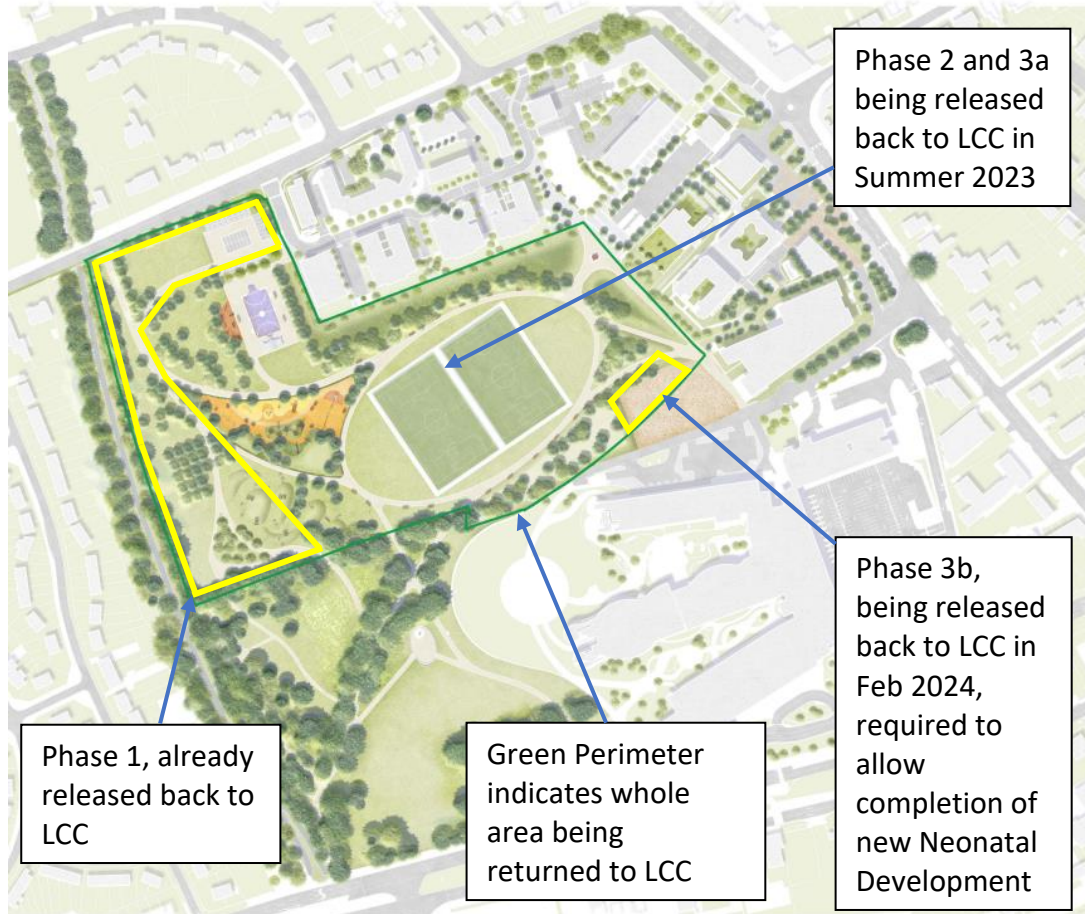 Phase 2 and 3a
being released
back to LCC in
Summer 2023
Phase 1, already
released back to
LCC
Green Perimeter
indicates whole
area being
returned to LCC
Phase 3b,
being released
back to LCC in
Feb 2024,
required to
allow
completion of
new Neonatal
Development